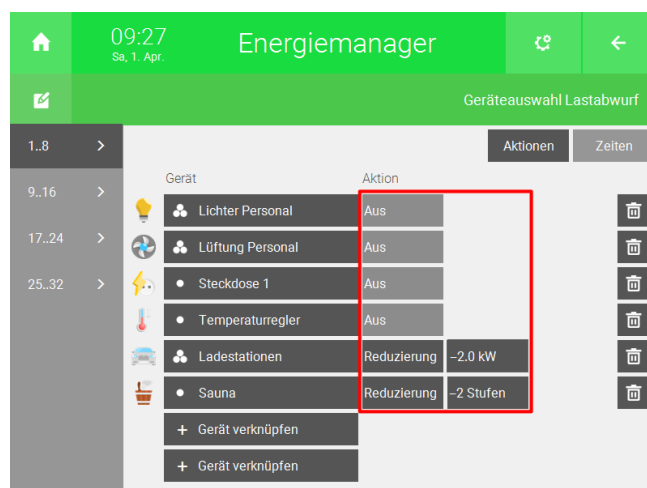 09:27
Sa, 1. Apr.
Energiemanager
Geräteauswahl Lastabwurf
1..8
9..16
17..24
25..32
Aktionen
Zeiten
Gerät
Aktion
Lichter Personal
Aus
Lüftung Personal
Aus
Steckdose 1
Aus
Temperaturregler
Aus
Ladestationen
Reduzierung
−2.0 kW
Sauna
Reduzierung
−2 Stufen
+ Gerät verknüpfen
+ Gerät verknüpfen